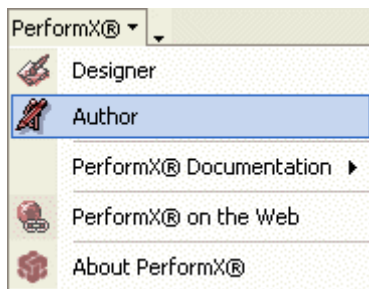 PerformX®
Designer
Author
PerformX® Documentation
PerformX® on the Web
About PerformX®